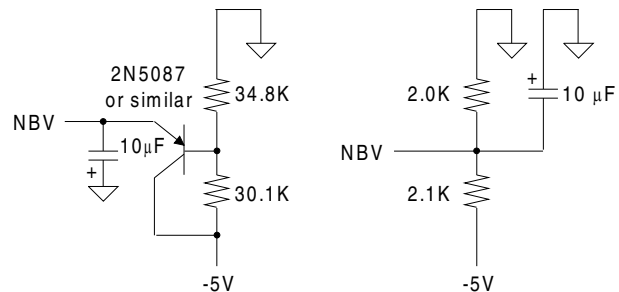 2N5087
or similar
34.8K
NBV
10μF
+
30.1K
-5V
2.0K
+
10 μF
NBV
2.1K
-5V